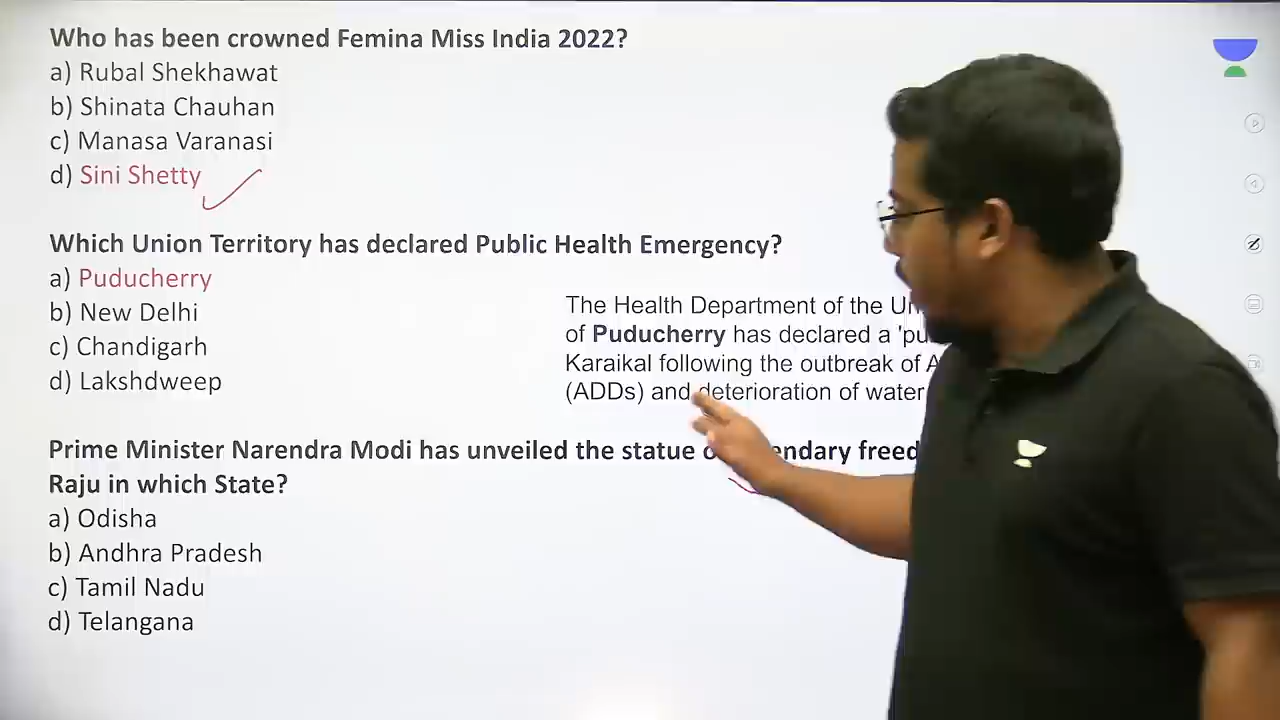 Who has been crowned Femina Miss India 2022?
a) Rubal Shekhawat
b) Shinata Chauhan
c) Manasa Varanasi
d) Sini Shetty
Which Union Territory has declared Public Health Emergency?
a) Puducherry
b) New Delhi
c) Chandigarh
d) Lakshdweep
The Health Department of the
of Puducherry has declared a
Karaikal following the outbreak of
(ADDs) and deterioration of water
Prime Minister Narendra Modi has unveiled the statue
Raju in which State?
a) Odisha
b) Andhra Pradesh
c) Tamil Nadu
d) Telangana